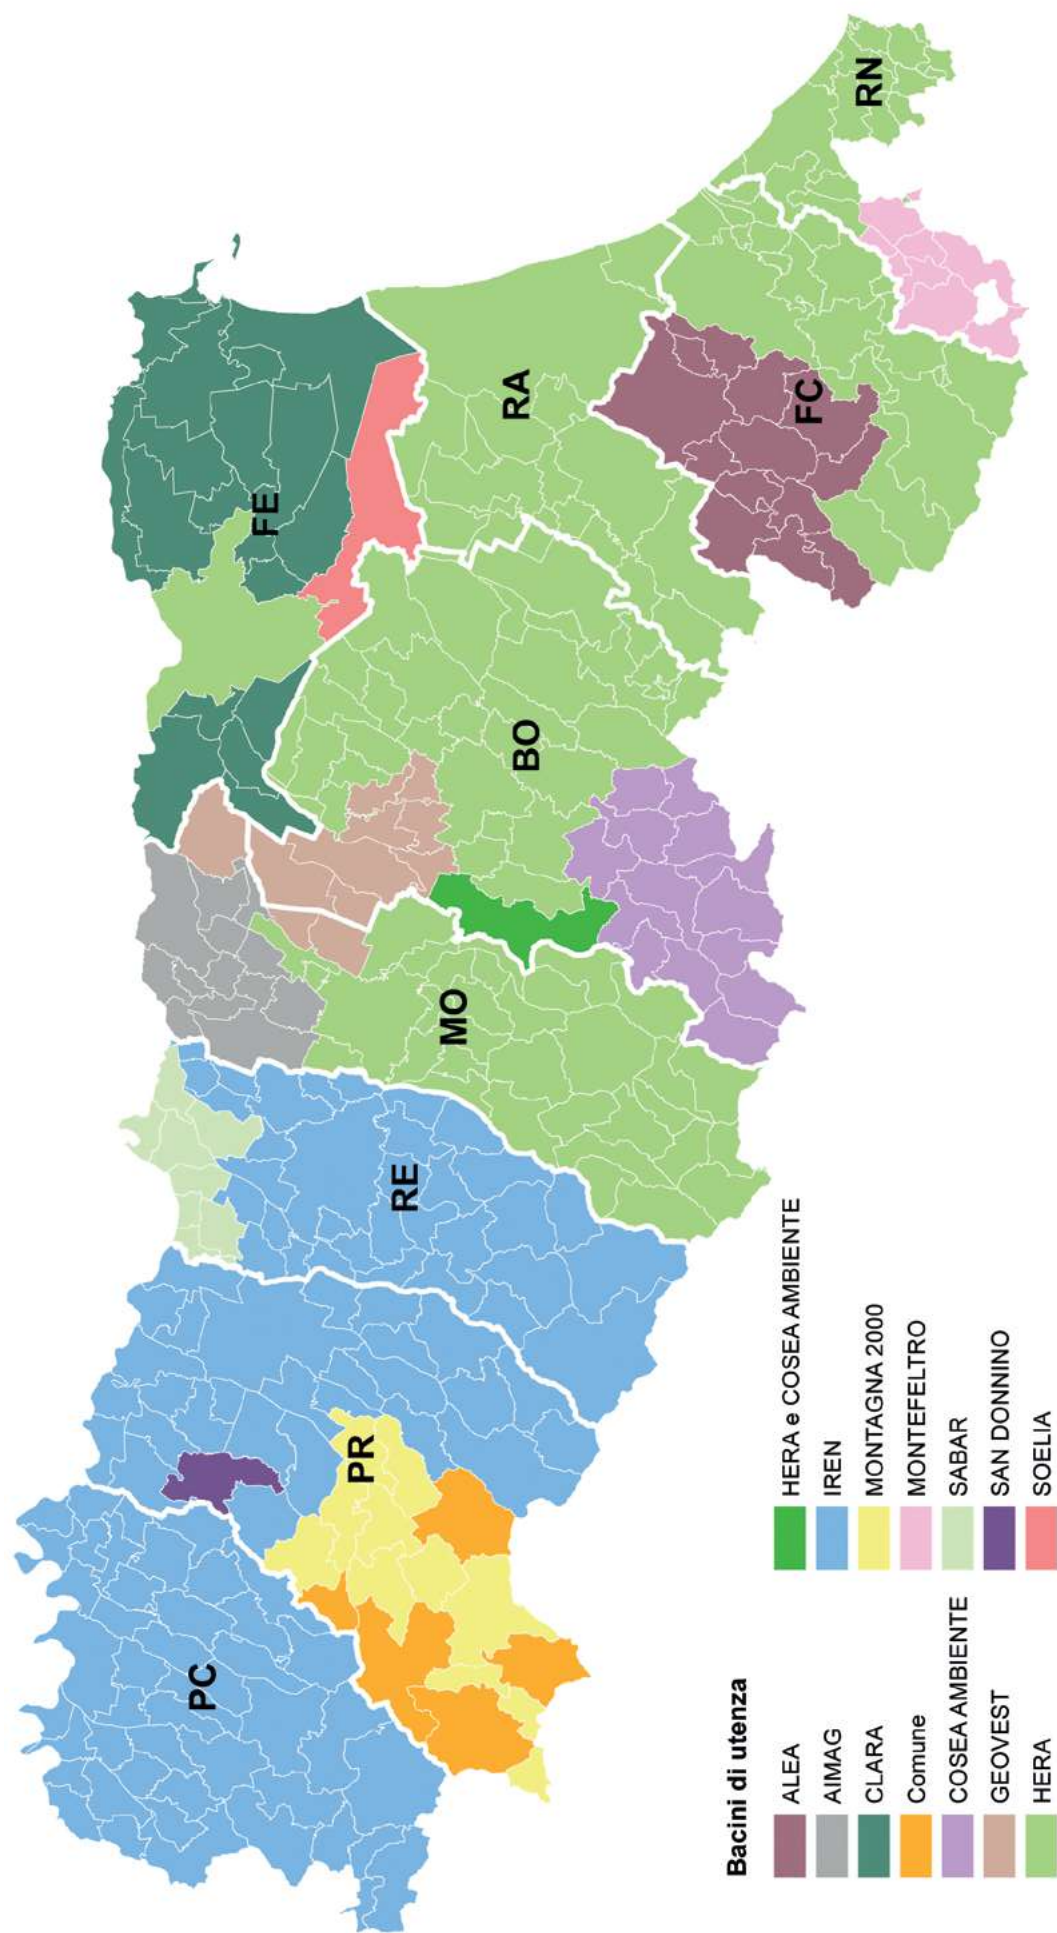 PC
PR
RE
MO
BO
FE
RA
FC
RN
Bacini di utenza
ALEA
AIMAG
CLARA
Comune
COSEA AMBIENTE
GEOVEST
HERA
HERA e COSEA AMBIENTE
IREN
MONTAGNA 2000
MONTEFELTRO
SABAR
SAN DONNINO
SOELIA